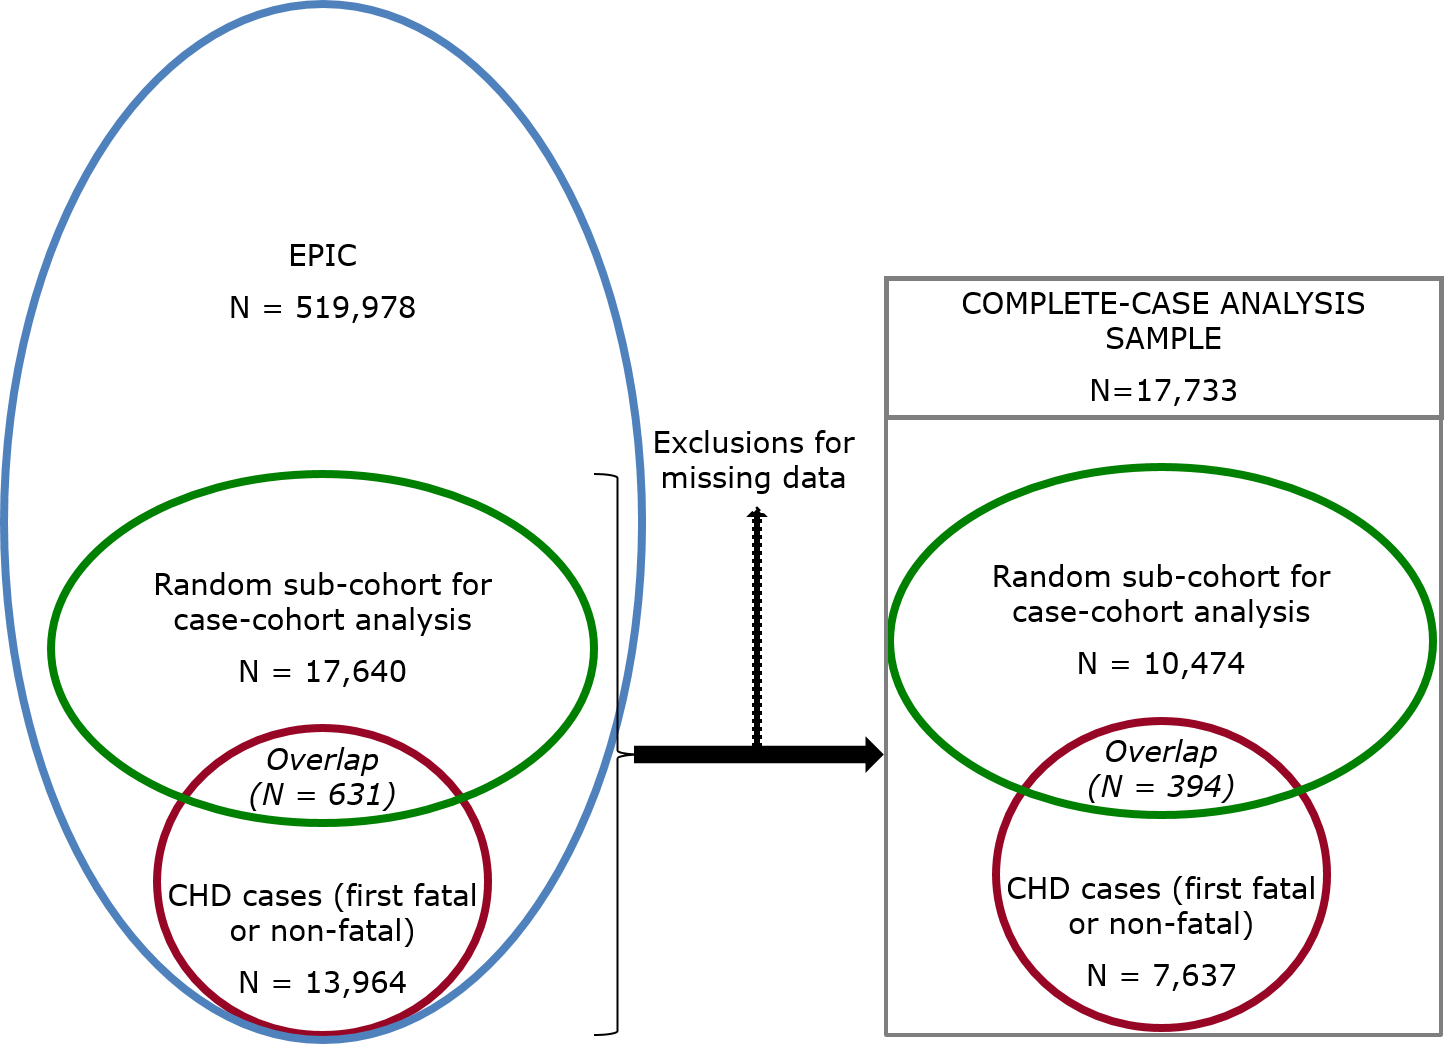 EPIC
N = 519,978
Random sub-cohort for
case-cohort analysis
N = 17,640
Overlap
(N = 631)
CHD cases (first fatal
or non-fatal)
N = 13,964
Exclusions for
missing data
COMPLETE-CASE ANALYSIS
SAMPLE
N=17,733
Random sub-cohort for
case-cohort analysis
N = 10,474
Overlap
(N = 394)
CHD cases (first fatal
or non-fatal)
N = 7,637